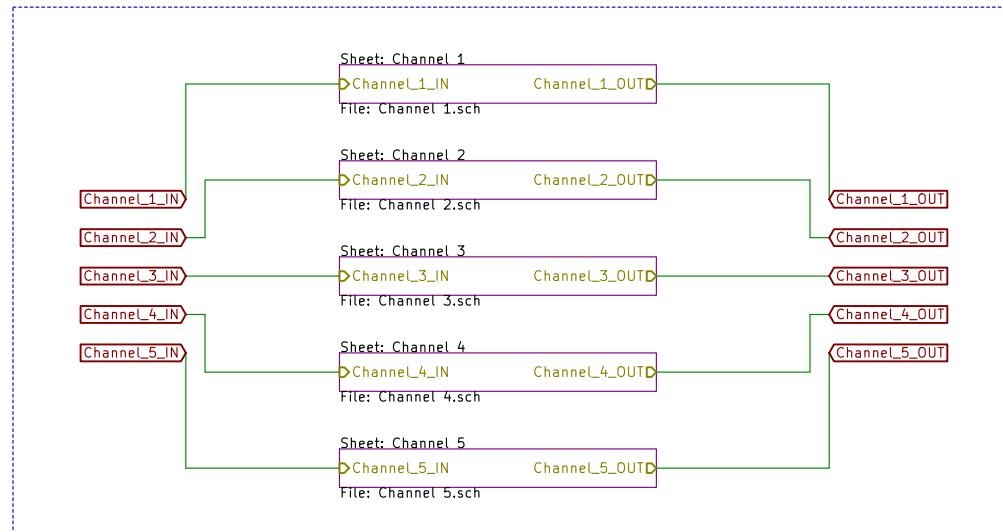 Sheet: Channel 1
Channel_1_IN Channel_1_OUT
File: Channel 1.sch
Sheet: Channel 2
Channel_2_IN Channel_2_OUT
Channel_1_IN File: Channel 2.sch Channel_1_OUT
Channel_2_IN Channel_2_OUT
Sheet: Channel 3
Channel_3_IN Channel_3_IN Channel_3_OUT Channel_3_OUT
File: Channel 3.sch
Channel_4_IN Channel_4_OUT
Sheet: Channel 4
Channel_5_IN Channel_5_OUT
Channel_4_IN Channel_4_OUT
File: Channel 4.sch
Sheet: Channel 5
Channel_5_IN Channel_5_OUT
File: Channel 5.sch